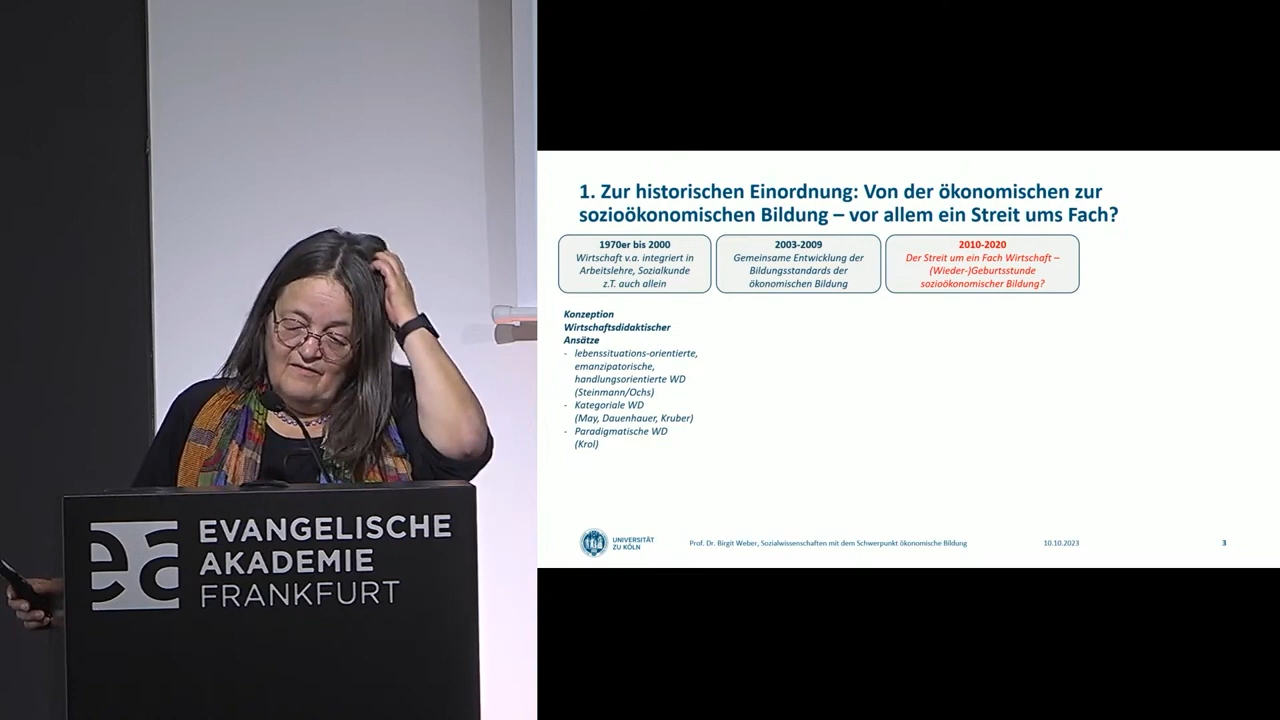 EVANGELISCHE
AKADEMIE
FRANKFURT
ea
1. Zur historischen Einordnung: Von der ökonomischen zur
sozioökonomischen Bildung – vor allem ein Streit ums Fach?
1970er bis 2000
Wirtschaft v.a. integriert in
Arbeitslehre, Sozialkunde
z.T. auch allein
2003-2009
Gemeinsame Entwicklung der
Bildungsstandards der
ökonomischen Bildung
2010-2020
Der Streit um ein Fach Wirtschaft –
(Wieder-)Geburtsstunde
sozioökonomischer Bildung?
Konzeption
Wirtschaftsdidaktischer
Ansätze
- lebenssituations-orientierte,
emanzipatorische,
handlungsorientierte WD
(Steinmann/Ochs)
- Kategoriale WD
(May, Dauenhauer, Kruber)
- Paradigmatische WD
(Krol)
UNIVERSITÄT
ZU KÖLN
Prof. Dr. Birgit Weber, Sozialwissenschaften mit dem Schwerpunkt ökonomische Bildung
10.10.2023
3